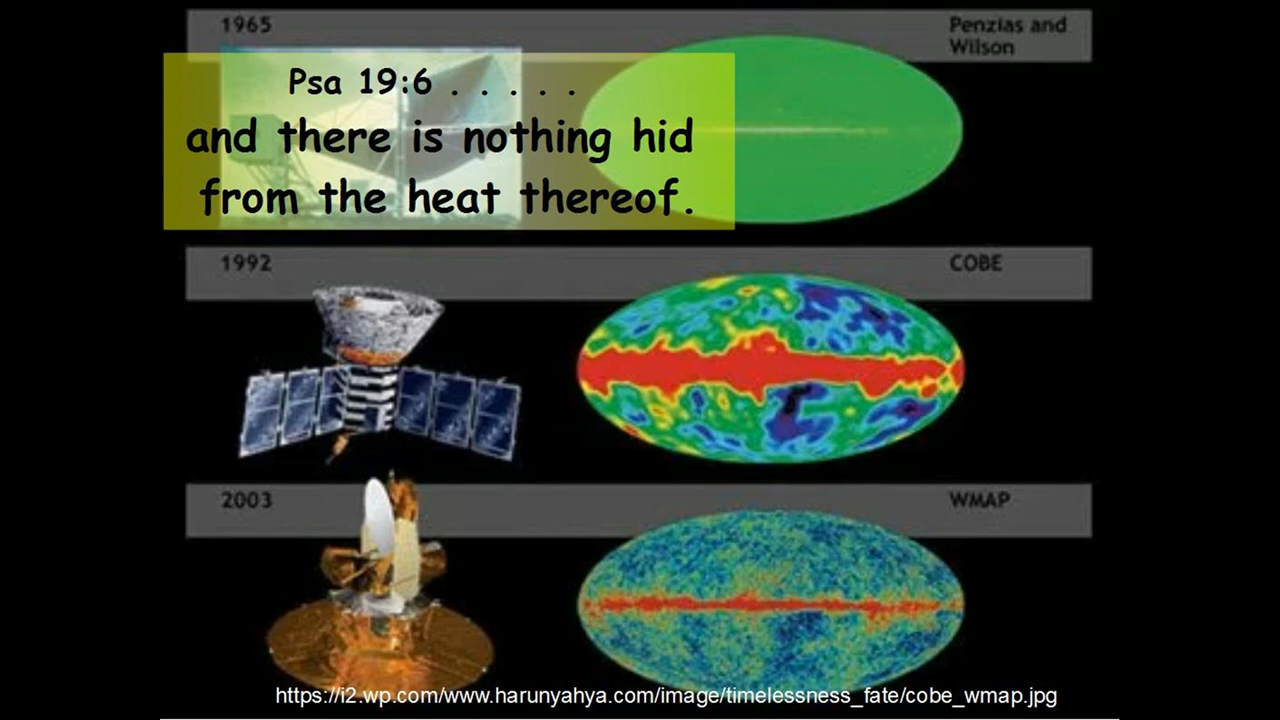 1965
Penzias and
Wilson
Psa 19:6 . . . . .
and there is nothing hid
from the heat thereof.
1992
COBE
2003
WMAP
https://i2.wp.com/www.harunyahya.com/image/timelessness_fate/cobe_wmap.jpg